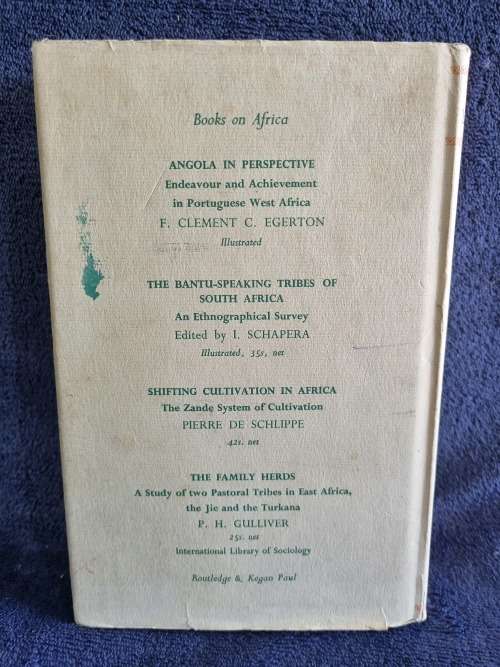 Books on Africa
ANGOLA IN PERSPECTIVE
Endeavour and Achievement
in Portuguese West Africa
F. CLEMENT C. EGERTON
Illustrated
THE BANTU-SPEAKING TRIBES OF
SOUTH AFRICA
An Ethnographical Survey
Edited by I. SCHAPERA
Illustrated, 35s, net
SHIFTING CULTIVATION IN AFRICA
The Zande System of Cultivation
PIERRE DE SCHLIPPE
42s. net
THE FAMILY HERDS
A Study of two Pastoral Tribes in East Africa,
the Jie and the Turkana
P. H. GULLIVER
25s. net
International Library of Sociology
Routledge & Kegan Paul